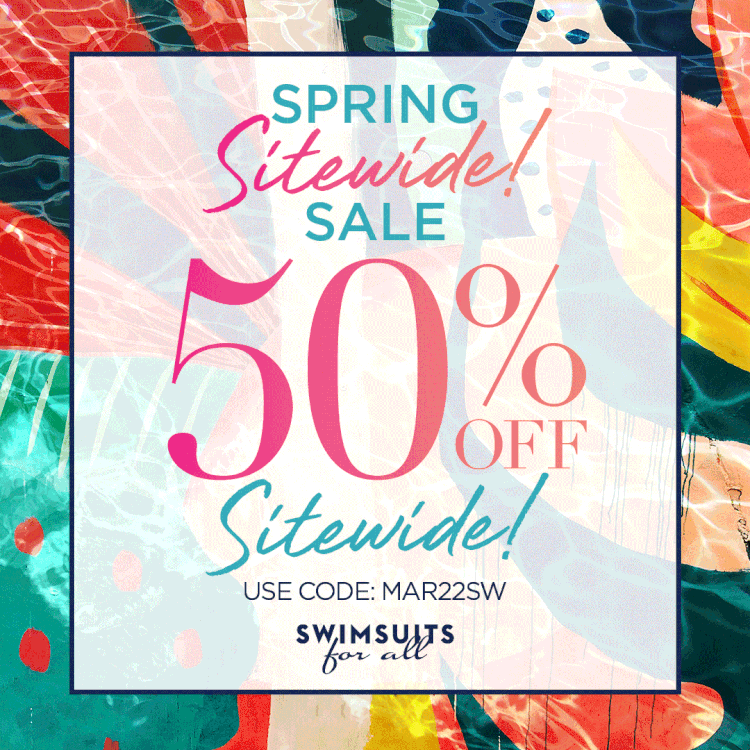 SPRING
Sitewide!
SALE
50%
OFF
Sitewide!
USE CODE: MAR22SW
SWIMSUITS
for all